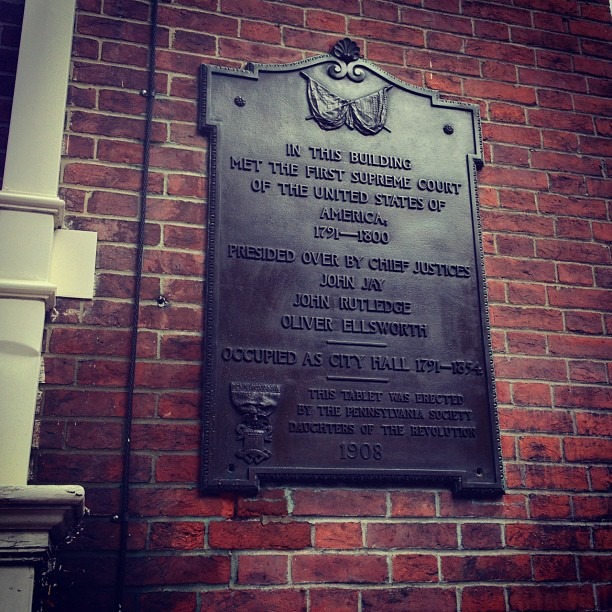 IN THIS BUILDING
MET THE FIRST SUPREME COURT
OF THE UNITED STATES OF
AMERICA,
1791—1800
PRESIDED OVER BY CHIEF JUSTICES
JOHN JAY
JOHN RUTLEDGE
OLIVER ELLSWORTH
OCCUPIED AS CITY HALL 1791—1854
THIS TABLET WAS ERECTED
BY THE PENNSYLVANIA SOCIETY
DAUGHTERS OF THE REVOLUTION
1908